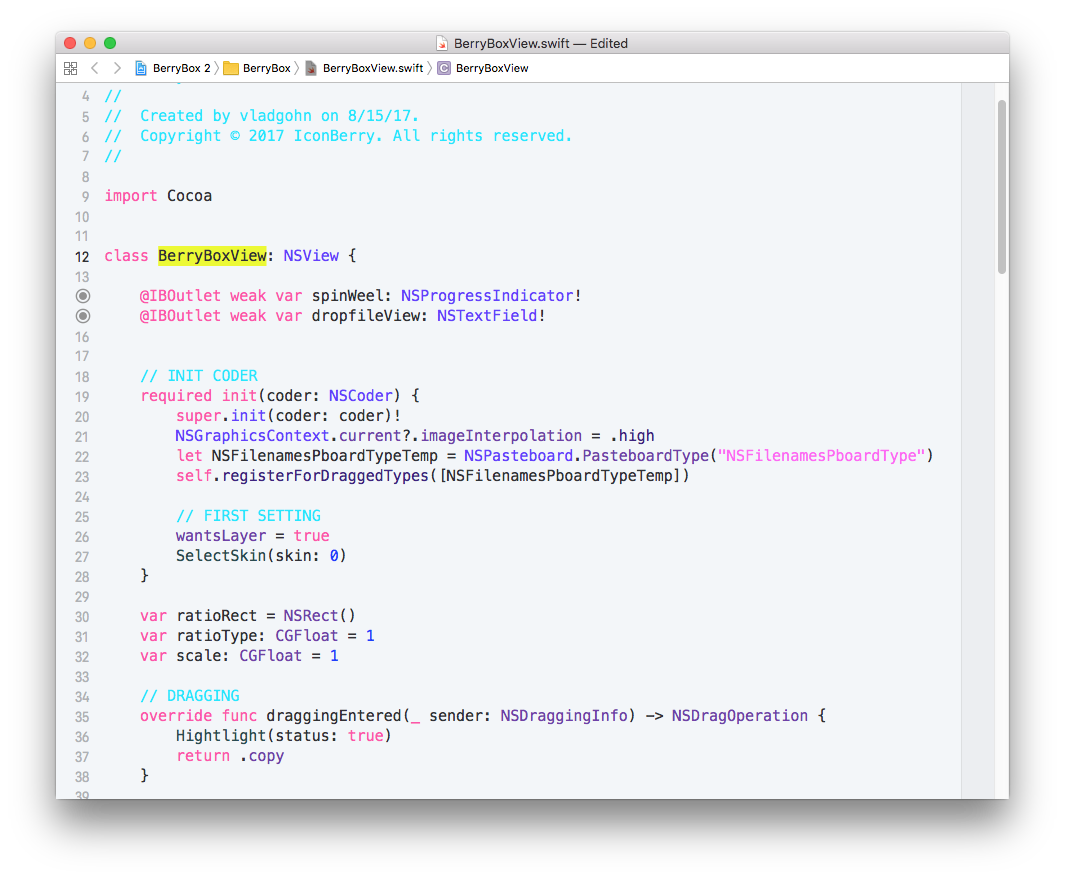 BerryBoxView.swift — Edited
BerryBox 2 〉 BerryBox 〉 BerryBoxView.swift 〉 C BerryBoxView
4 //
5 //  Created by vladgohn on 8/15/17.
6 //  Copyright © 2017 IconBerry. All rights reserved.
7 //
8
9 import Cocoa
10
11
12 class BerryBoxView: NSView {
13
@IBOutlet weak var spinWeel: NSProgressIndicator!
@IBOutlet weak var dropfileView: NSTextField!
16
17
18     // INIT CODER
19     required init(coder: NSCoder) {
20         super.init(coder: coder)!
21         NSGraphicsContext.current?.imageInterpolation = .high
22         let NSFilenamesPboardTypeTemp = NSPasteboard.PasteboardType("NSFilenamesPboardType")
23         self.registerForDraggedTypes([NSFilenamesPboardTypeTemp])
24
25         // FIRST SETTING
26         wantsLayer = true
27         SelectSkin(skin: 0)
28     }
29
30     var ratioRect = NSRect()
31     var ratioType: CGFloat = 1
32     var scale: CGFloat = 1
33
34     // DRAGGING
35     override func draggingEntered(_ sender: NSDraggingInfo) -> NSDragOperation {
36         Hightlight(status: true)
37         return .copy
38     }
39